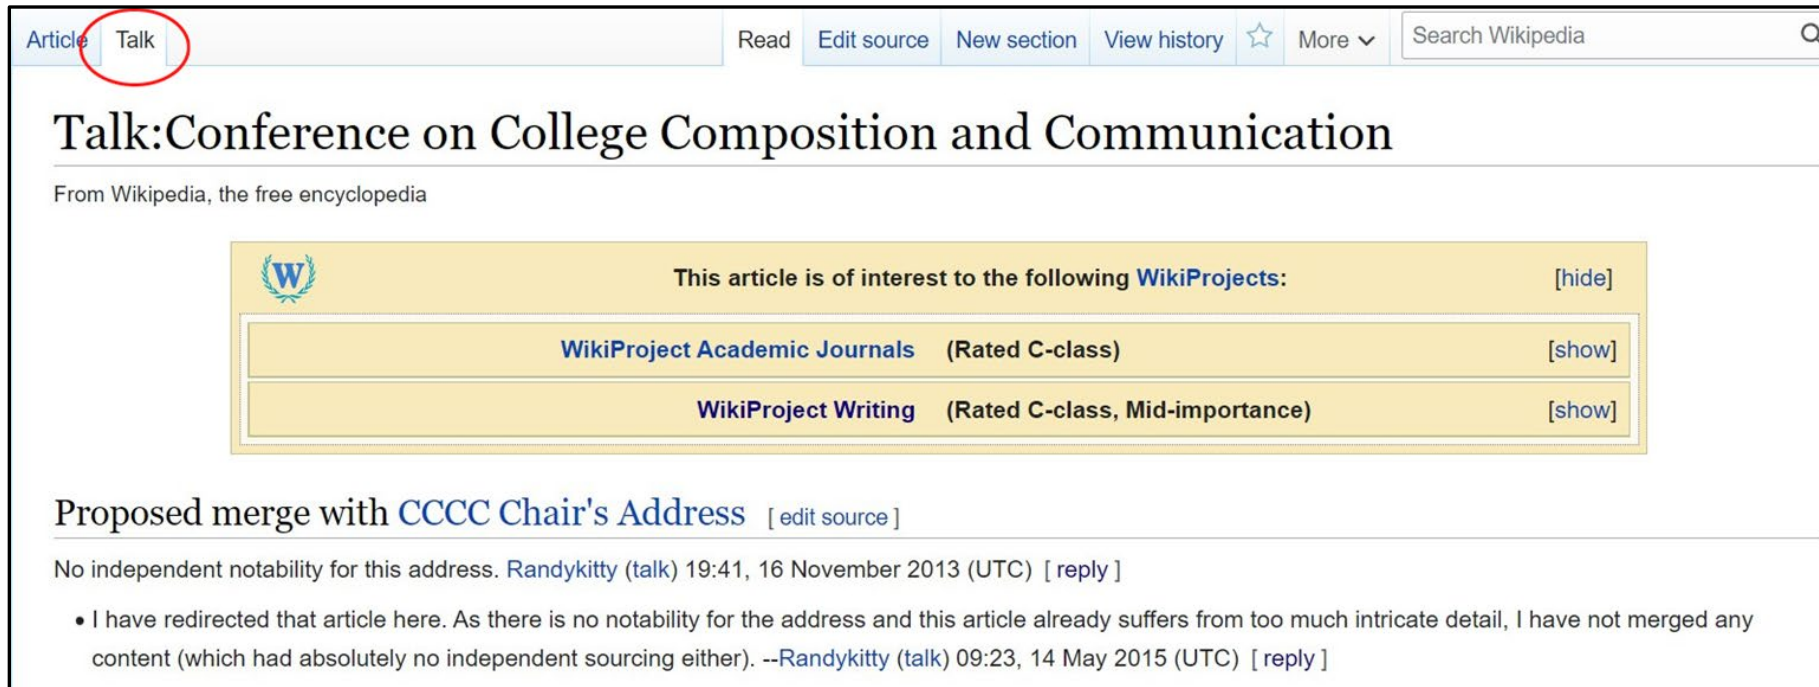 Article Talk Read Edit source New section View history More Search Wikipedia
Talk:Conference on College Composition and Communication
From Wikipedia, the free encyclopedia
W This article is of interest to the following WikiProjects: [hide]
WikiProject Academic Journals (Rated C-class) [show]
WikiProject Writing (Rated C-class, Mid-importance) [show]
Proposed merge with CCCC Chair's Address [ edit source ]
No independent notability for this address. Randykitty (talk) 19:41, 16 November 2013 (UTC) [ reply ]
• I have redirected that article here. As there is no notability for the address and this article already suffers from too much intricate detail, I have not merged any
content (which had absolutely no independent sourcing either). --Randykitty (talk) 09:23, 14 May 2015 (UTC) [ reply ]